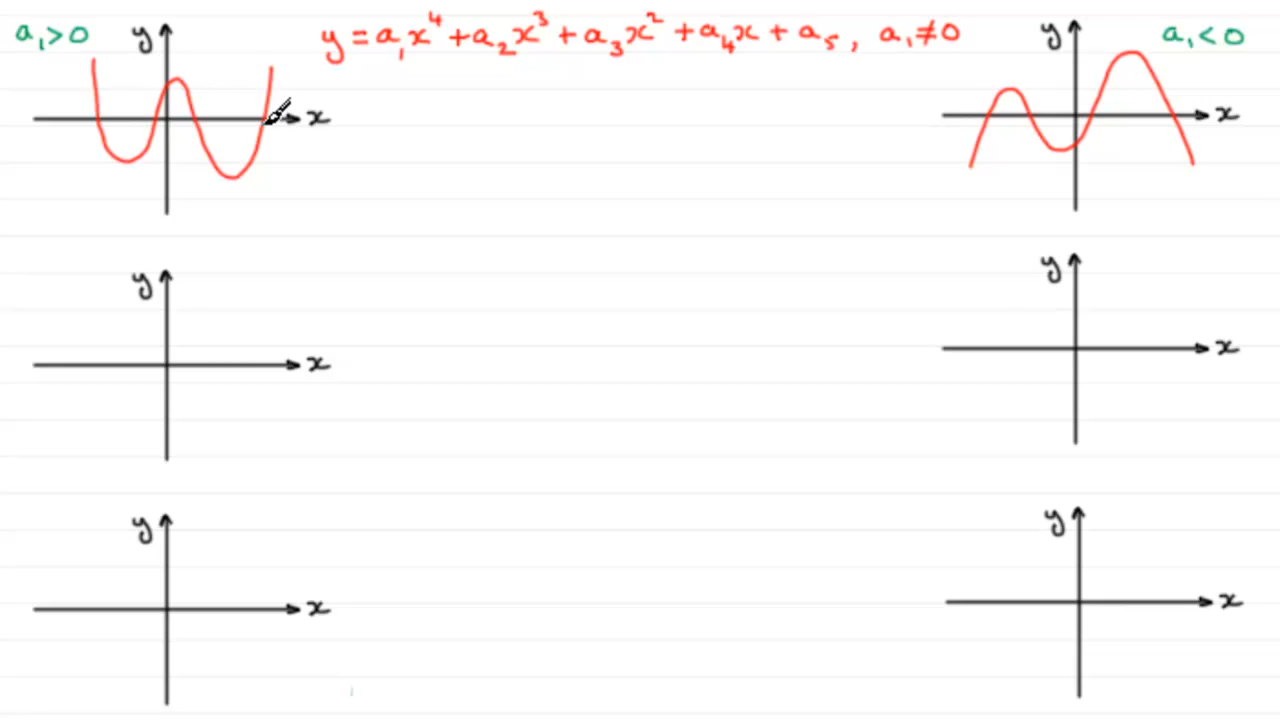 a₁>0 y y = a₁x⁴ + a₂x³ + a₃x² + a₄x + a₅, a₁≠0 y a₁<0
x x
y y
x x
y y
x x